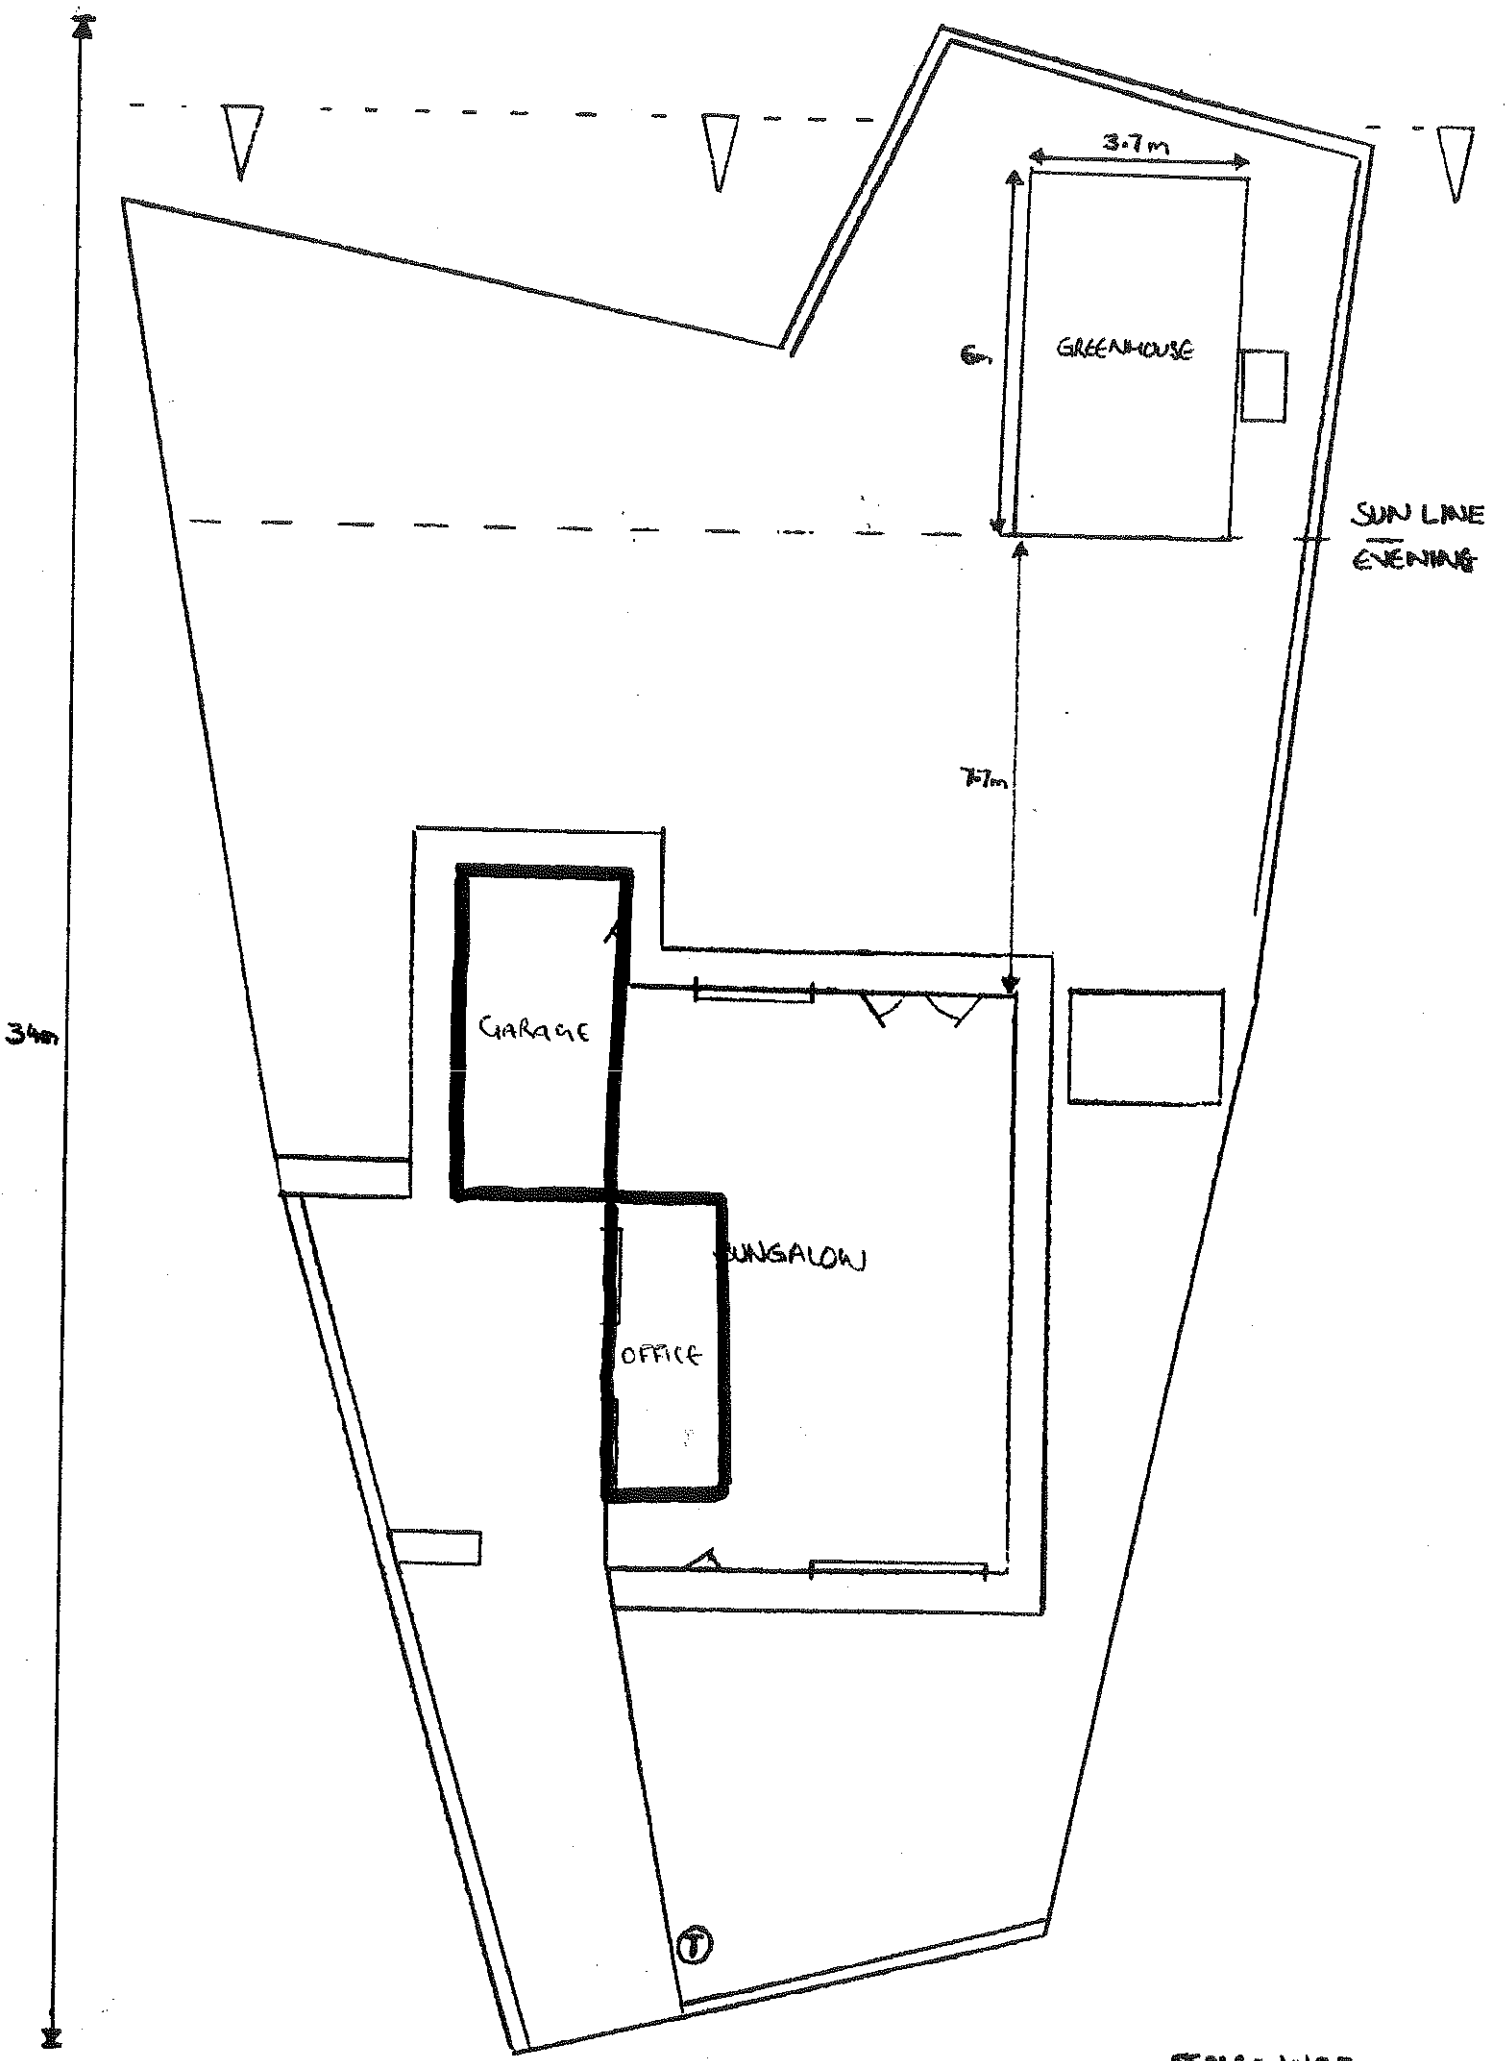 3.7m
6m
GREENHOUSE
SUN LINE
EVENING
7.7m
34m
GARAGE
BUNGALOW
OFFICE
T